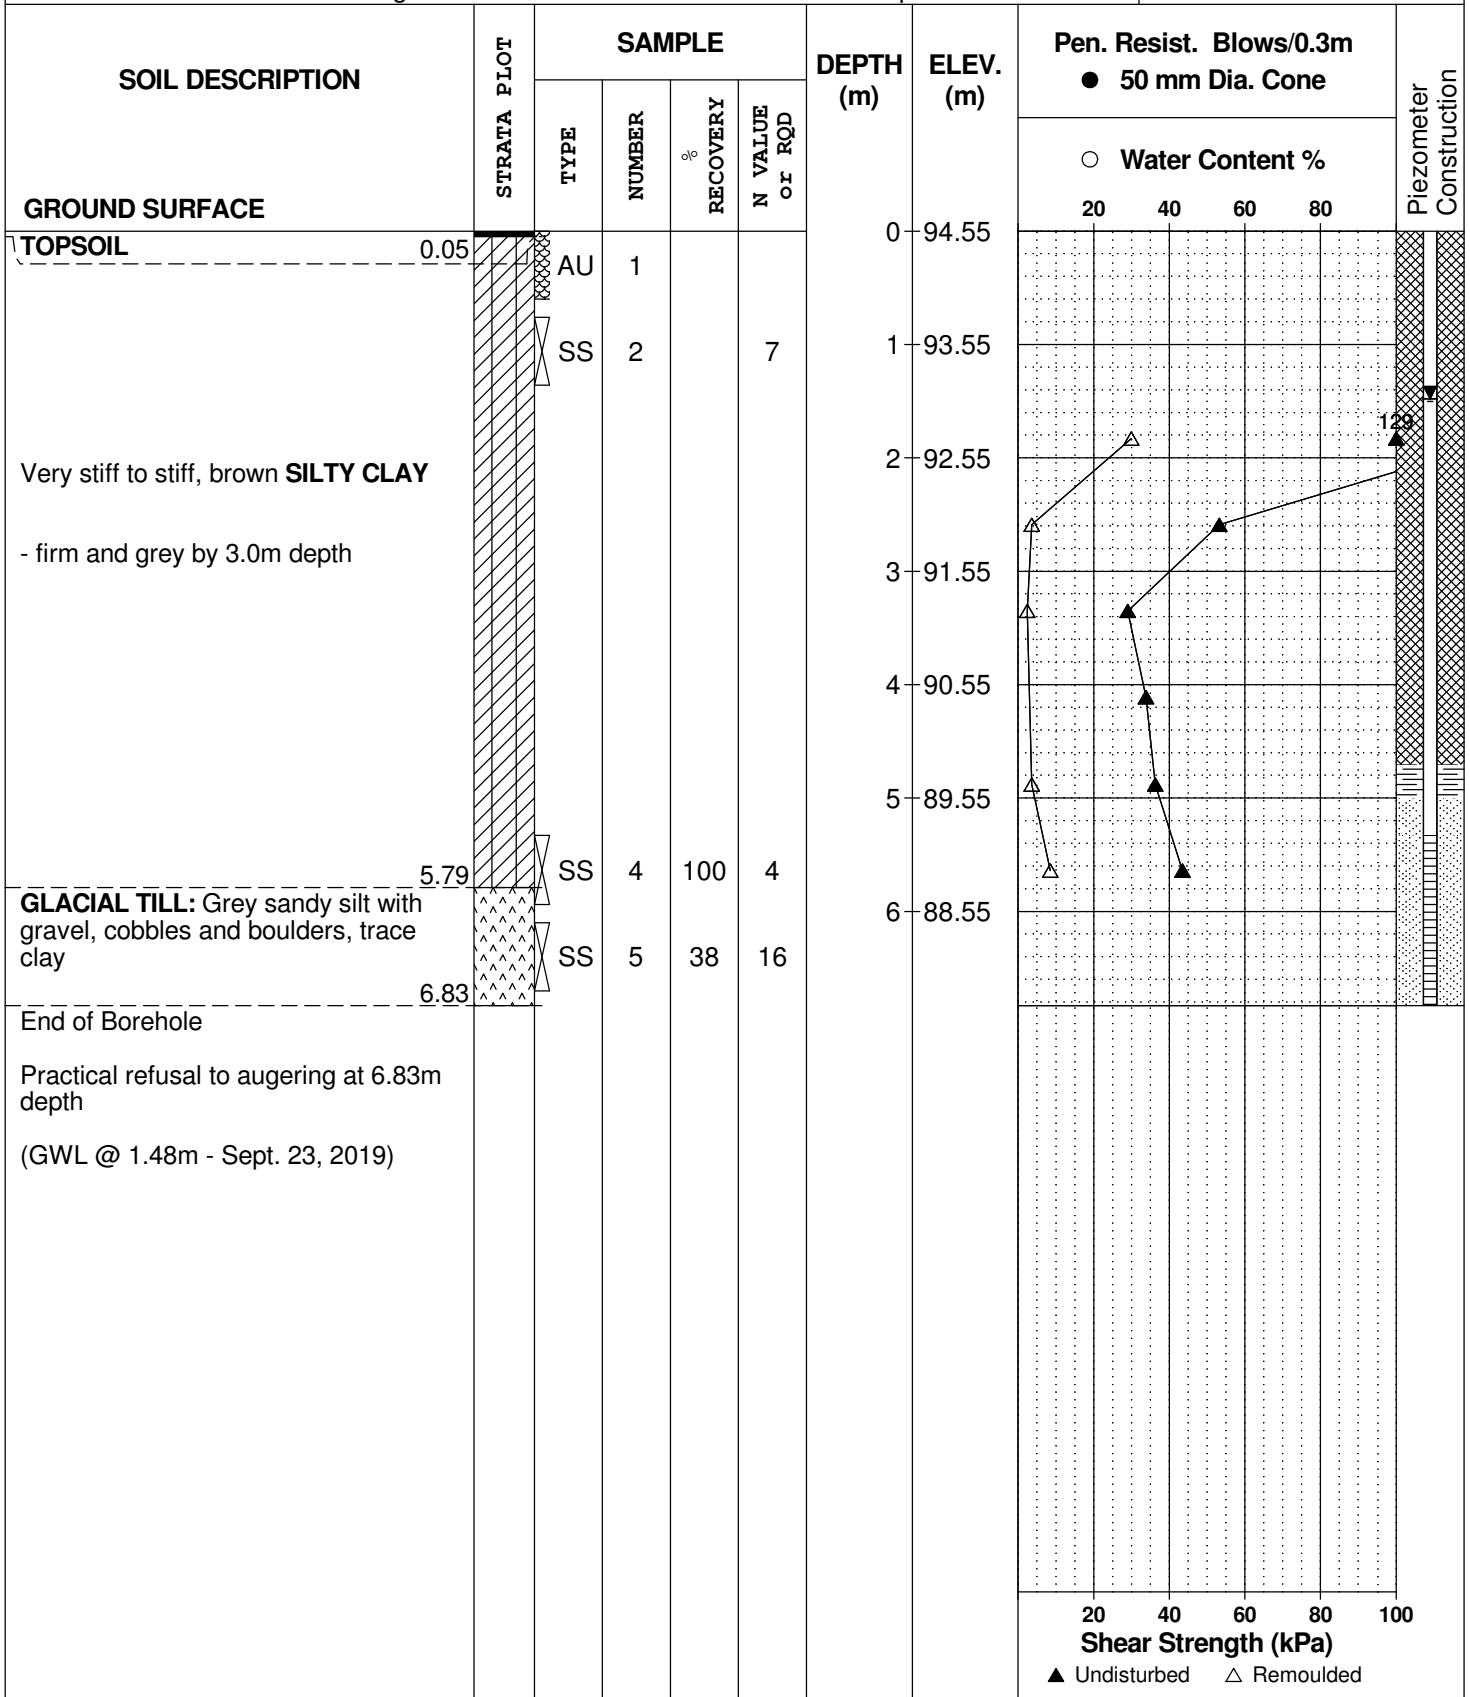 SOIL DESCRIPTION
GROUND SURFACE
STRATA PLOT
SAMPLE
TYPE
NUMBER
% RECOVERY
N VALUE
or RQD
DEPTH
(m)
ELEV.
(m)
Pen. Resist. Blows/0.3m
● 50 mm Dia. Cone
○ Water Content %
20 40 60 80
Piezometer
Construction
0 94.55
TOPSOIL 0.05
AU 1
1 93.55
SS 2 7
129
2 92.55
Very stiff to stiff, brown SILTY CLAY
- firm and grey by 3.0m depth
3 91.55
4 90.55
5 89.55
5.79
SS 4 100 4
GLACIAL TILL: Grey sandy silt with
gravel, cobbles and boulders, trace
clay
6 88.55
SS 5 38 16
6.83
End of Borehole
Practical refusal to augering at 6.83m
depth
(GWL @ 1.48m - Sept. 23, 2019)
20 40 60 80 100
Shear Strength (kPa)
▲ Undisturbed △ Remoulded